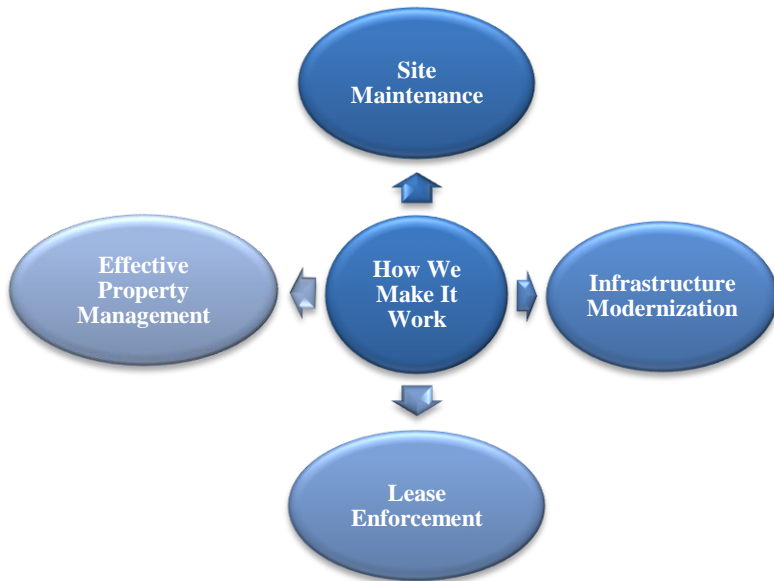 Site
Maintenance
Effective
Property
Management
How We
Make It
Work
Infrastructure
Modernization
Lease
Enforcement